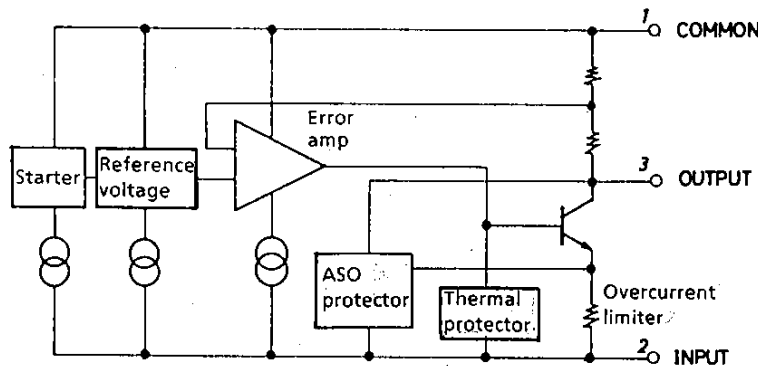 1
COMMON
Error
amp
Starter
Reference
voltage
3
OUTPUT
ASO
protector
Thermal
protector.
Overcurrent
limiter
2
INPUT